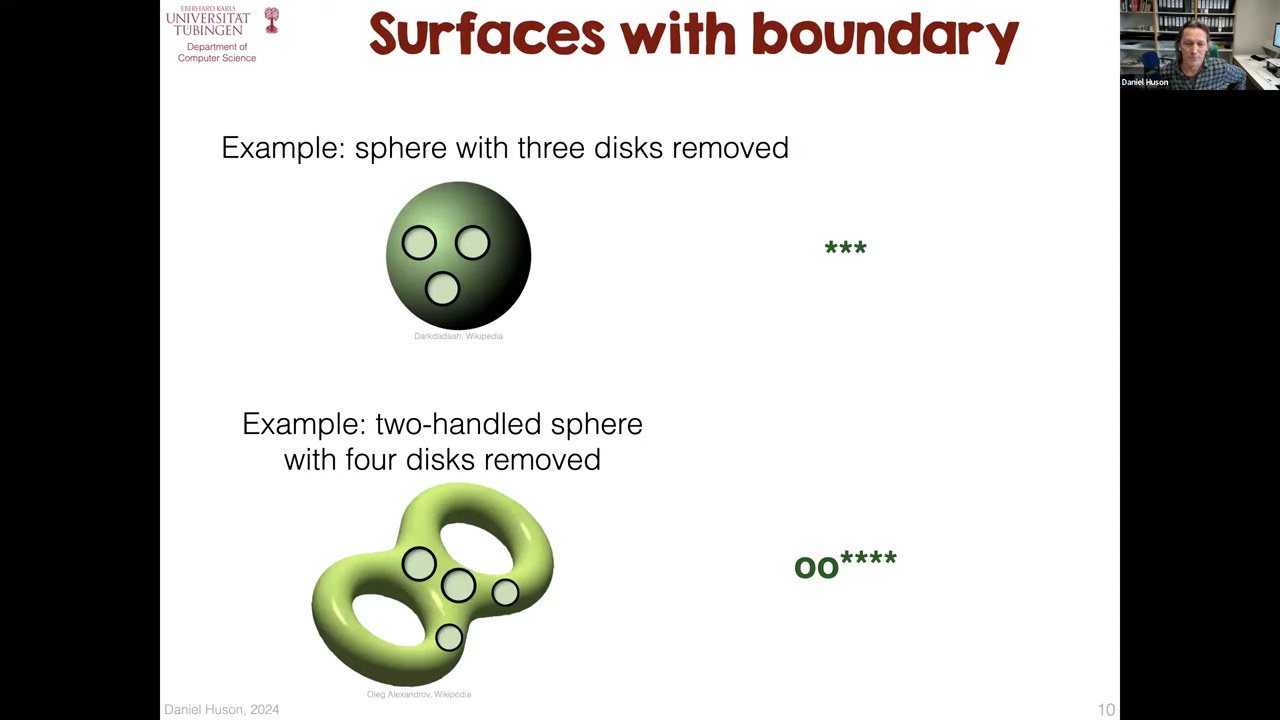 EBERHARD KARLS
UNIVERSITÄT
TÜBINGEN
Department of
Computer Science
Surfaces with boundary
Daniel Huson
Example: sphere with three disks removed
***
Darkdadaah, Wikipedia
Example: two-handled sphere
with four disks removed
oo****
Oleg Alexandrov, Wikipedia
Daniel Huson, 2024
10